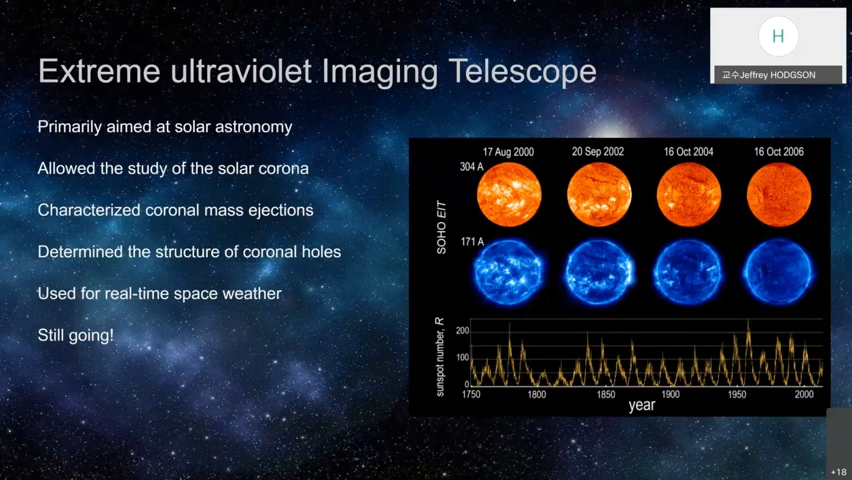 Extreme ultraviolet Imaging Telescope
H
교수Jeffrey HODGSON
Primarily aimed at solar astronomy
Allowed the study of the solar corona
Characterized coronal mass ejections
Determined the structure of coronal holes
Used for real-time space weather
Still going!
17 Aug 2000 20 Sep 2002 16 Oct 2004 16 Oct 2006
304 A
171 A
SOHO EIT
sunspot number, R
200
100
0
1750 1800 1850 1900 1950 2000
year
+18